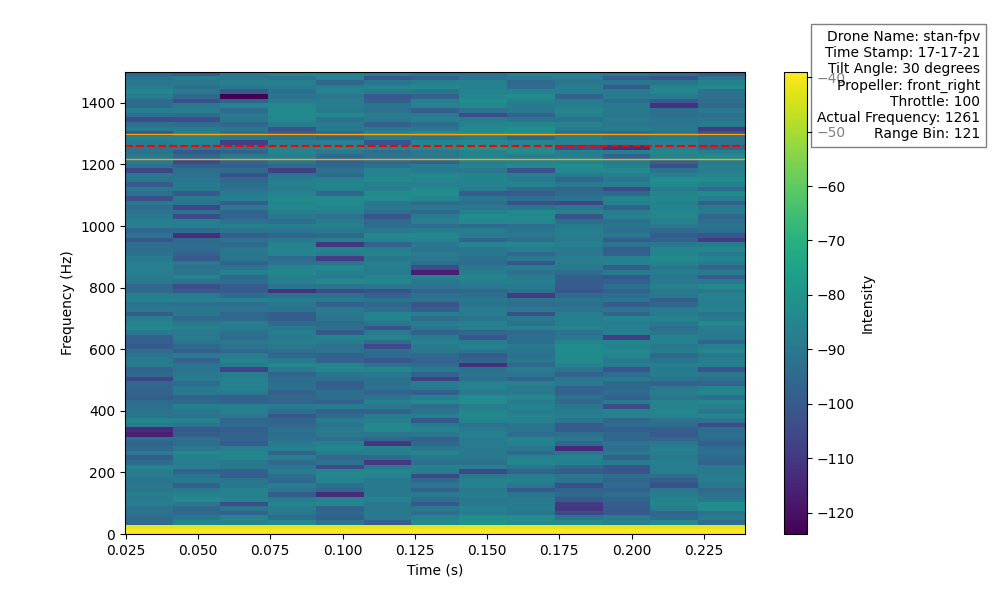 Drone Name: stan-fpv
Time Stamp: 17-17-21
Tilt Angle: 30 degrees
Propeller: front_right
Throttle: 100
Actual Frequency: 1261
Range Bin: 121
1400
1200
1000
800
600
400
200
0
Frequency (Hz)
0.025 0.050 0.075 0.100 0.125 0.150 0.175 0.200 0.225
Time (s)
−40
−50
−60
−70
−80
−90
−100
−110
−120
Intensity